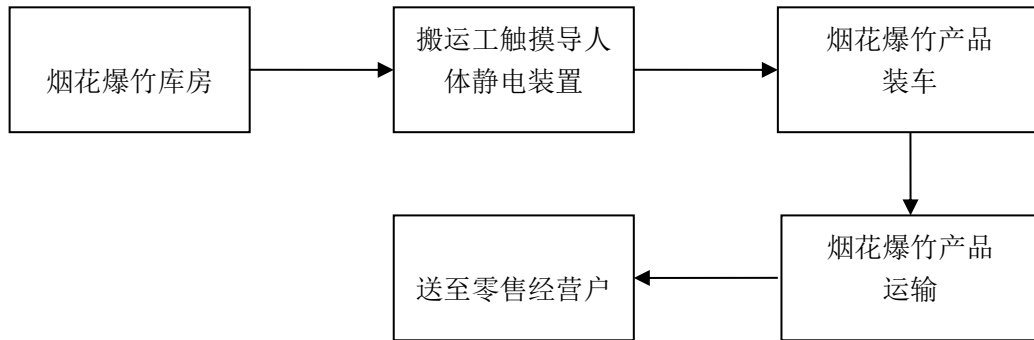 烟花爆竹库房
搬运工触摸导人
体静电装置
烟花爆竹产品
装车
烟花爆竹产品
运输
送至零售经营户